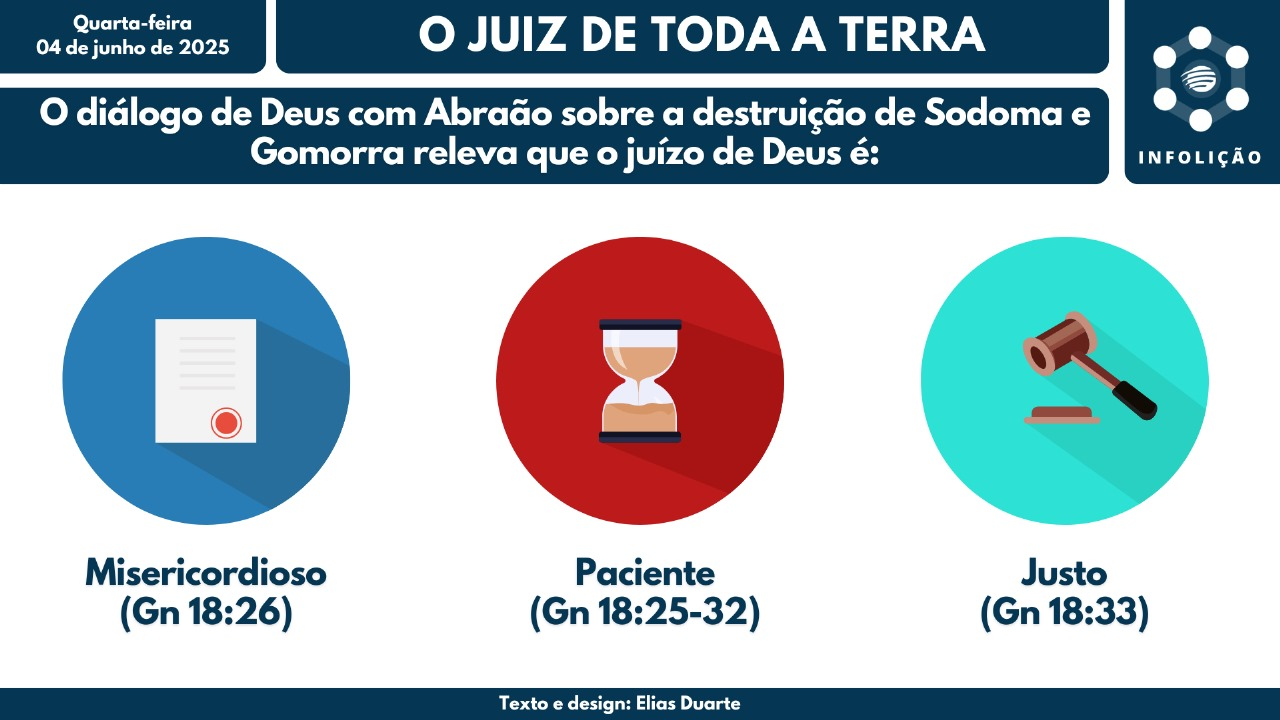 Quarta-feira
04 de junho de 2025
O JUIZ DE TODA A TERRA
INFOLIÇÃO
O diálogo de Deus com Abraão sobre a destruição de Sodoma e
Gomorra releva que o juízo de Deus é:
Misericordioso
(Gn 18:26)
Paciente
(Gn 18:25-32)
Justo
(Gn 18:33)
Texto e design: Elias Duarte